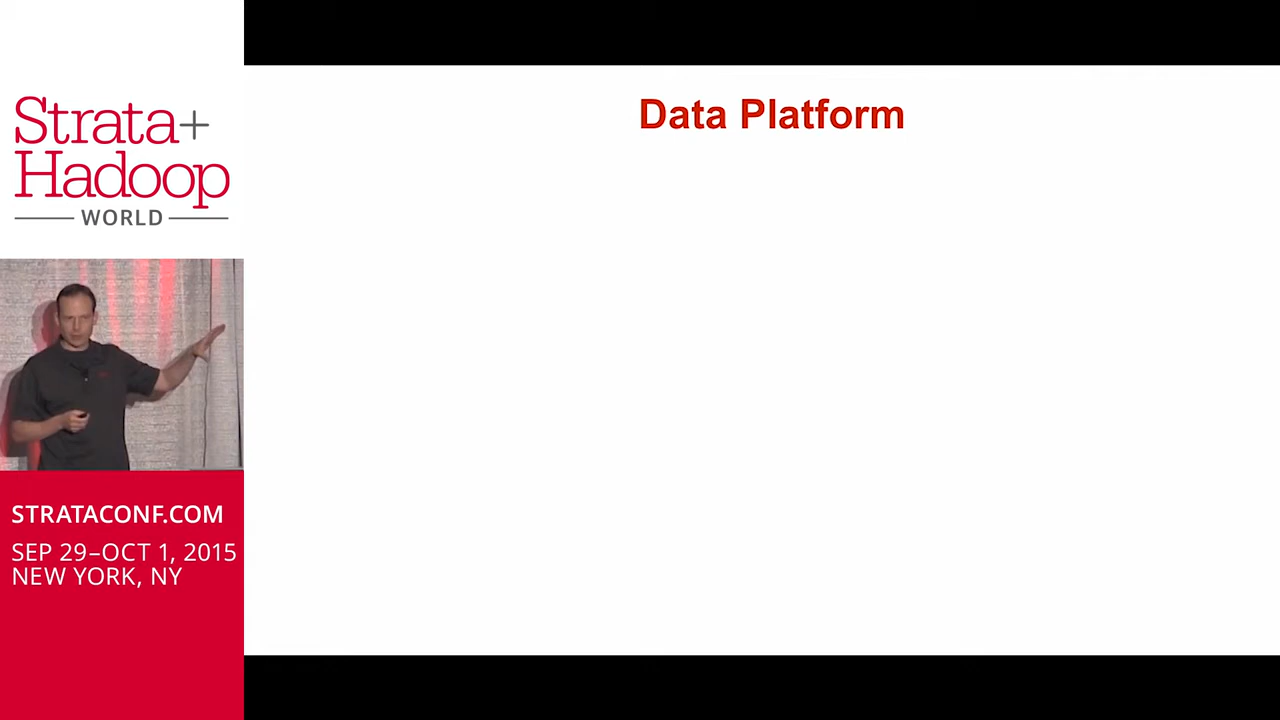 Strata+
Hadoop
WORLD
STRATACONF.COM
SEP 29–OCT 1, 2015
NEW YORK, NY
Data Platform